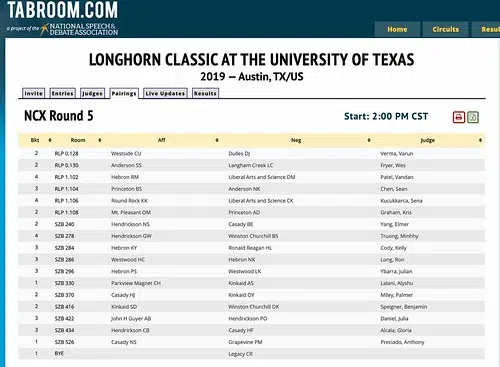 TABROOM.COM
a project of the NATIONAL SPEECH & DEBATE ASSOCIATION
Home Circuits Resul
LONGHORN CLASSIC AT THE UNIVERSITY OF TEXAS
2019 — Austin, TX/US
Invite Entries Judges Pairings Live Updates Results
NCX Round 5 Start: 2:00 PM CST
Bkt Room Aff Neg Judge
2 RLP 0.128 Westside CU Dulles DJ Verma, Varun
2 RLP 0.130 Anderson SS Langham Creek LC Fryer, Wes
4 RLP 1.102 Hebron RM Liberal Arts and Science DM Patel, Vandan
3 RLP 1.104 Princeton BS Anderson NK Chen, Sean
4 RLP 1.106 Round Rock KK Liberal Arts and Science CK Kucukkarca, Sena
2 RLP 1.108 Mt. Pleasant OM Princeton AD Graham, Kris
2 SZB 240 Hendrickson NS Casady BE Yang, Elmer
4 SZB 278 Hendrickson GW Winston Churchill BS Truong, Minhhy
3 SZB 284 Hebron KY Ronald Reagan HL Cody, Kelly
3 SZB 286 Westwood HC Hebron NK Long, Ron
3 SZB 296 Hebron PS Westwood LK Ybarra, Julian
1 SZB 330 Parkview Magnet CH Kinkaid AS Lalani, Alyshu
2 SZB 370 Casady HJ Kinkaid OY Miley, Palmer
2 SZB 416 Kinkaid SD Winston Churchill DK Speigner, Benjamin
3 SZB 422 John H Guyer AB Hendrickson PO Daniel, Julia
3 SZB 434 Hendrickson CB Casady HF Alcala, Gloria
1 SZB 526 Casady NS Grapevine PM Preciado, Anthony
1 BYE Legacy CR